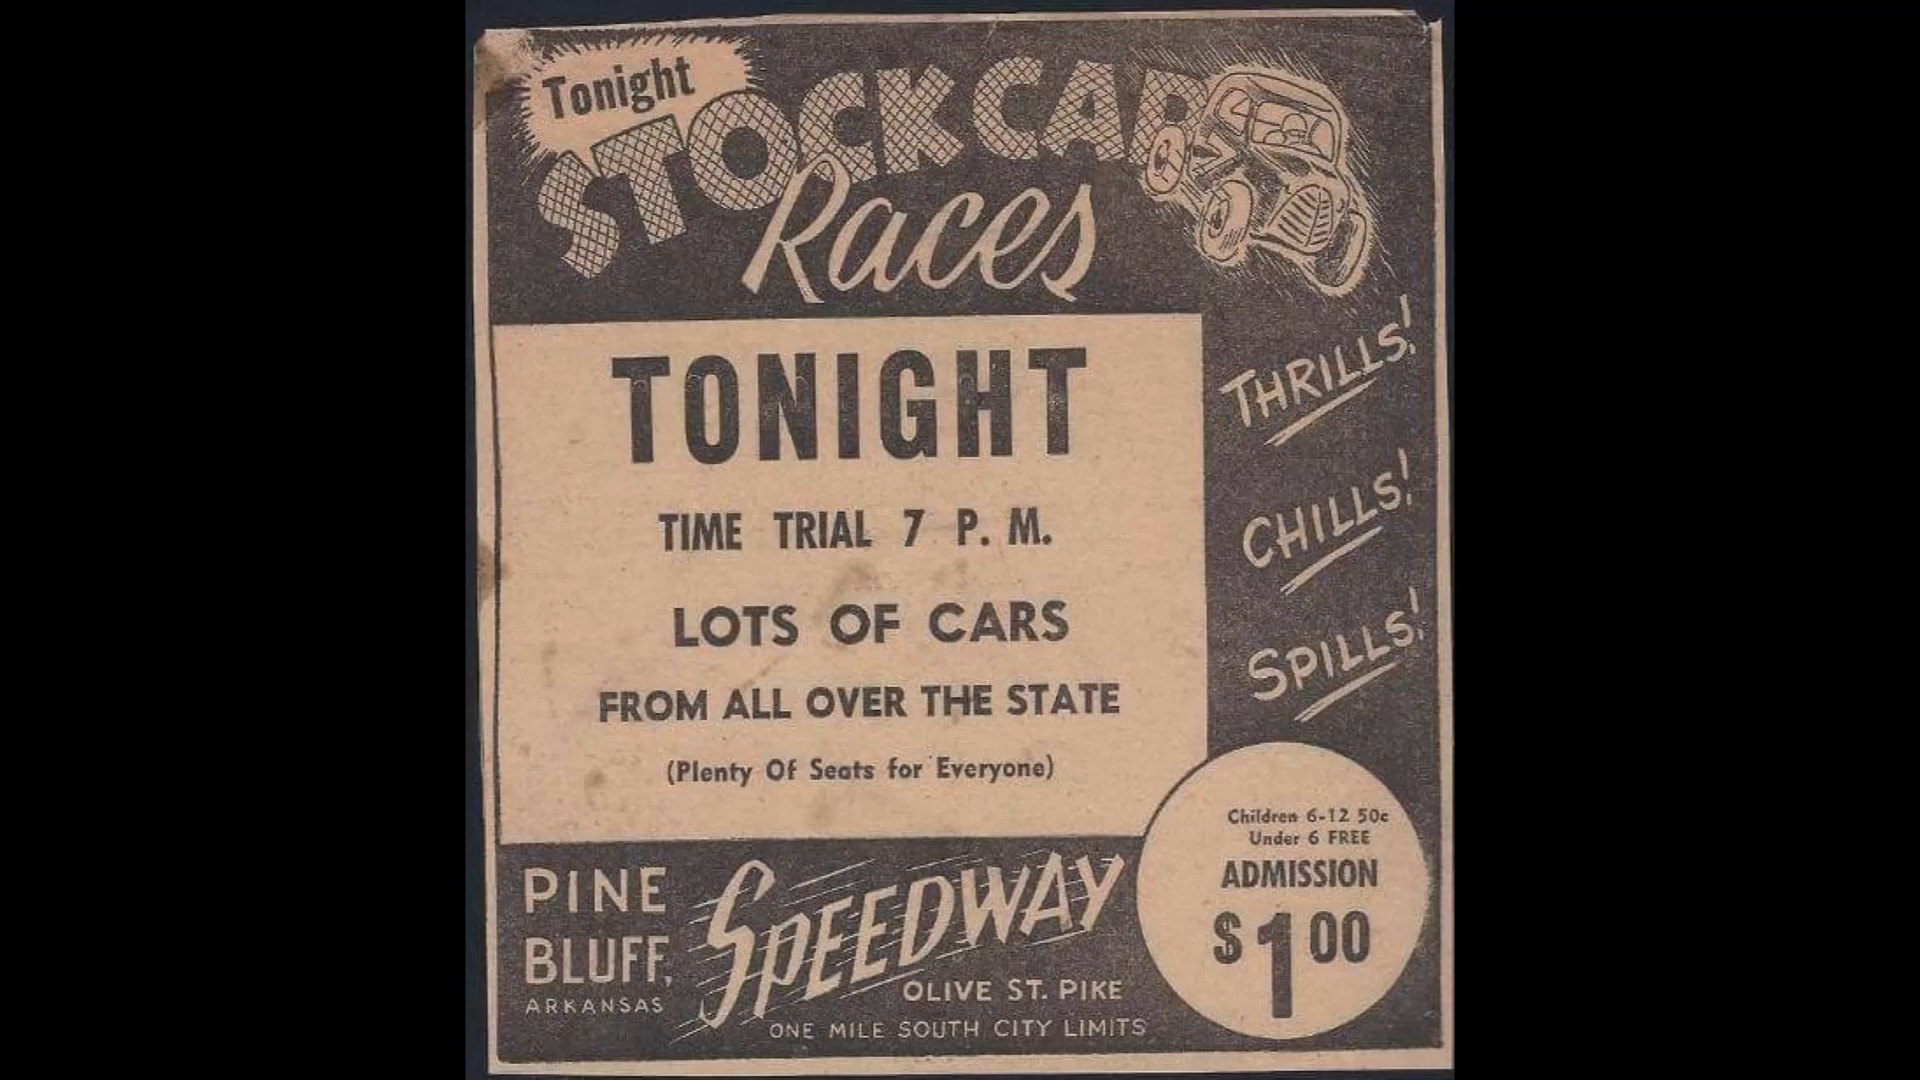 Tonight
STOCK CAR
Races
TONIGHT
TIME TRIAL 7 P. M.
LOTS OF CARS
FROM ALL OVER THE STATE
(Plenty Of Seats for Everyone)
THRILLS!
CHILLS!
SPILLS!
PINE
BLUFF,
ARKANSAS
SPEEDWAY
OLIVE ST. PIKE
ONE MILE SOUTH CITY LIMITS
Children 6-12 50c
Under 6 FREE
ADMISSION
$1 00